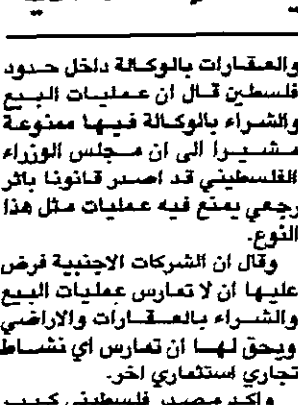 والعقارات بالوكالة داخل حدود
فلسطين قال ان عمليات البيع
والشراء بالوكالة فيها ممنوعة
مشيرا الى ان مجلس الوزراء
الفلسطيني قد اصدر قانونا باثر
رجعي يمنع فيه عمليات مثل هذا
النوع.
وقال ان الشركات الاجنبية فرض
عليها ان لا تمارس عمليات البيع
والشراء بالعقارات والاراضي
ويحق لها ان تمارس اي نشاط
تجاري استثماري اخر.
واكد مصدر فلسطيني كبير